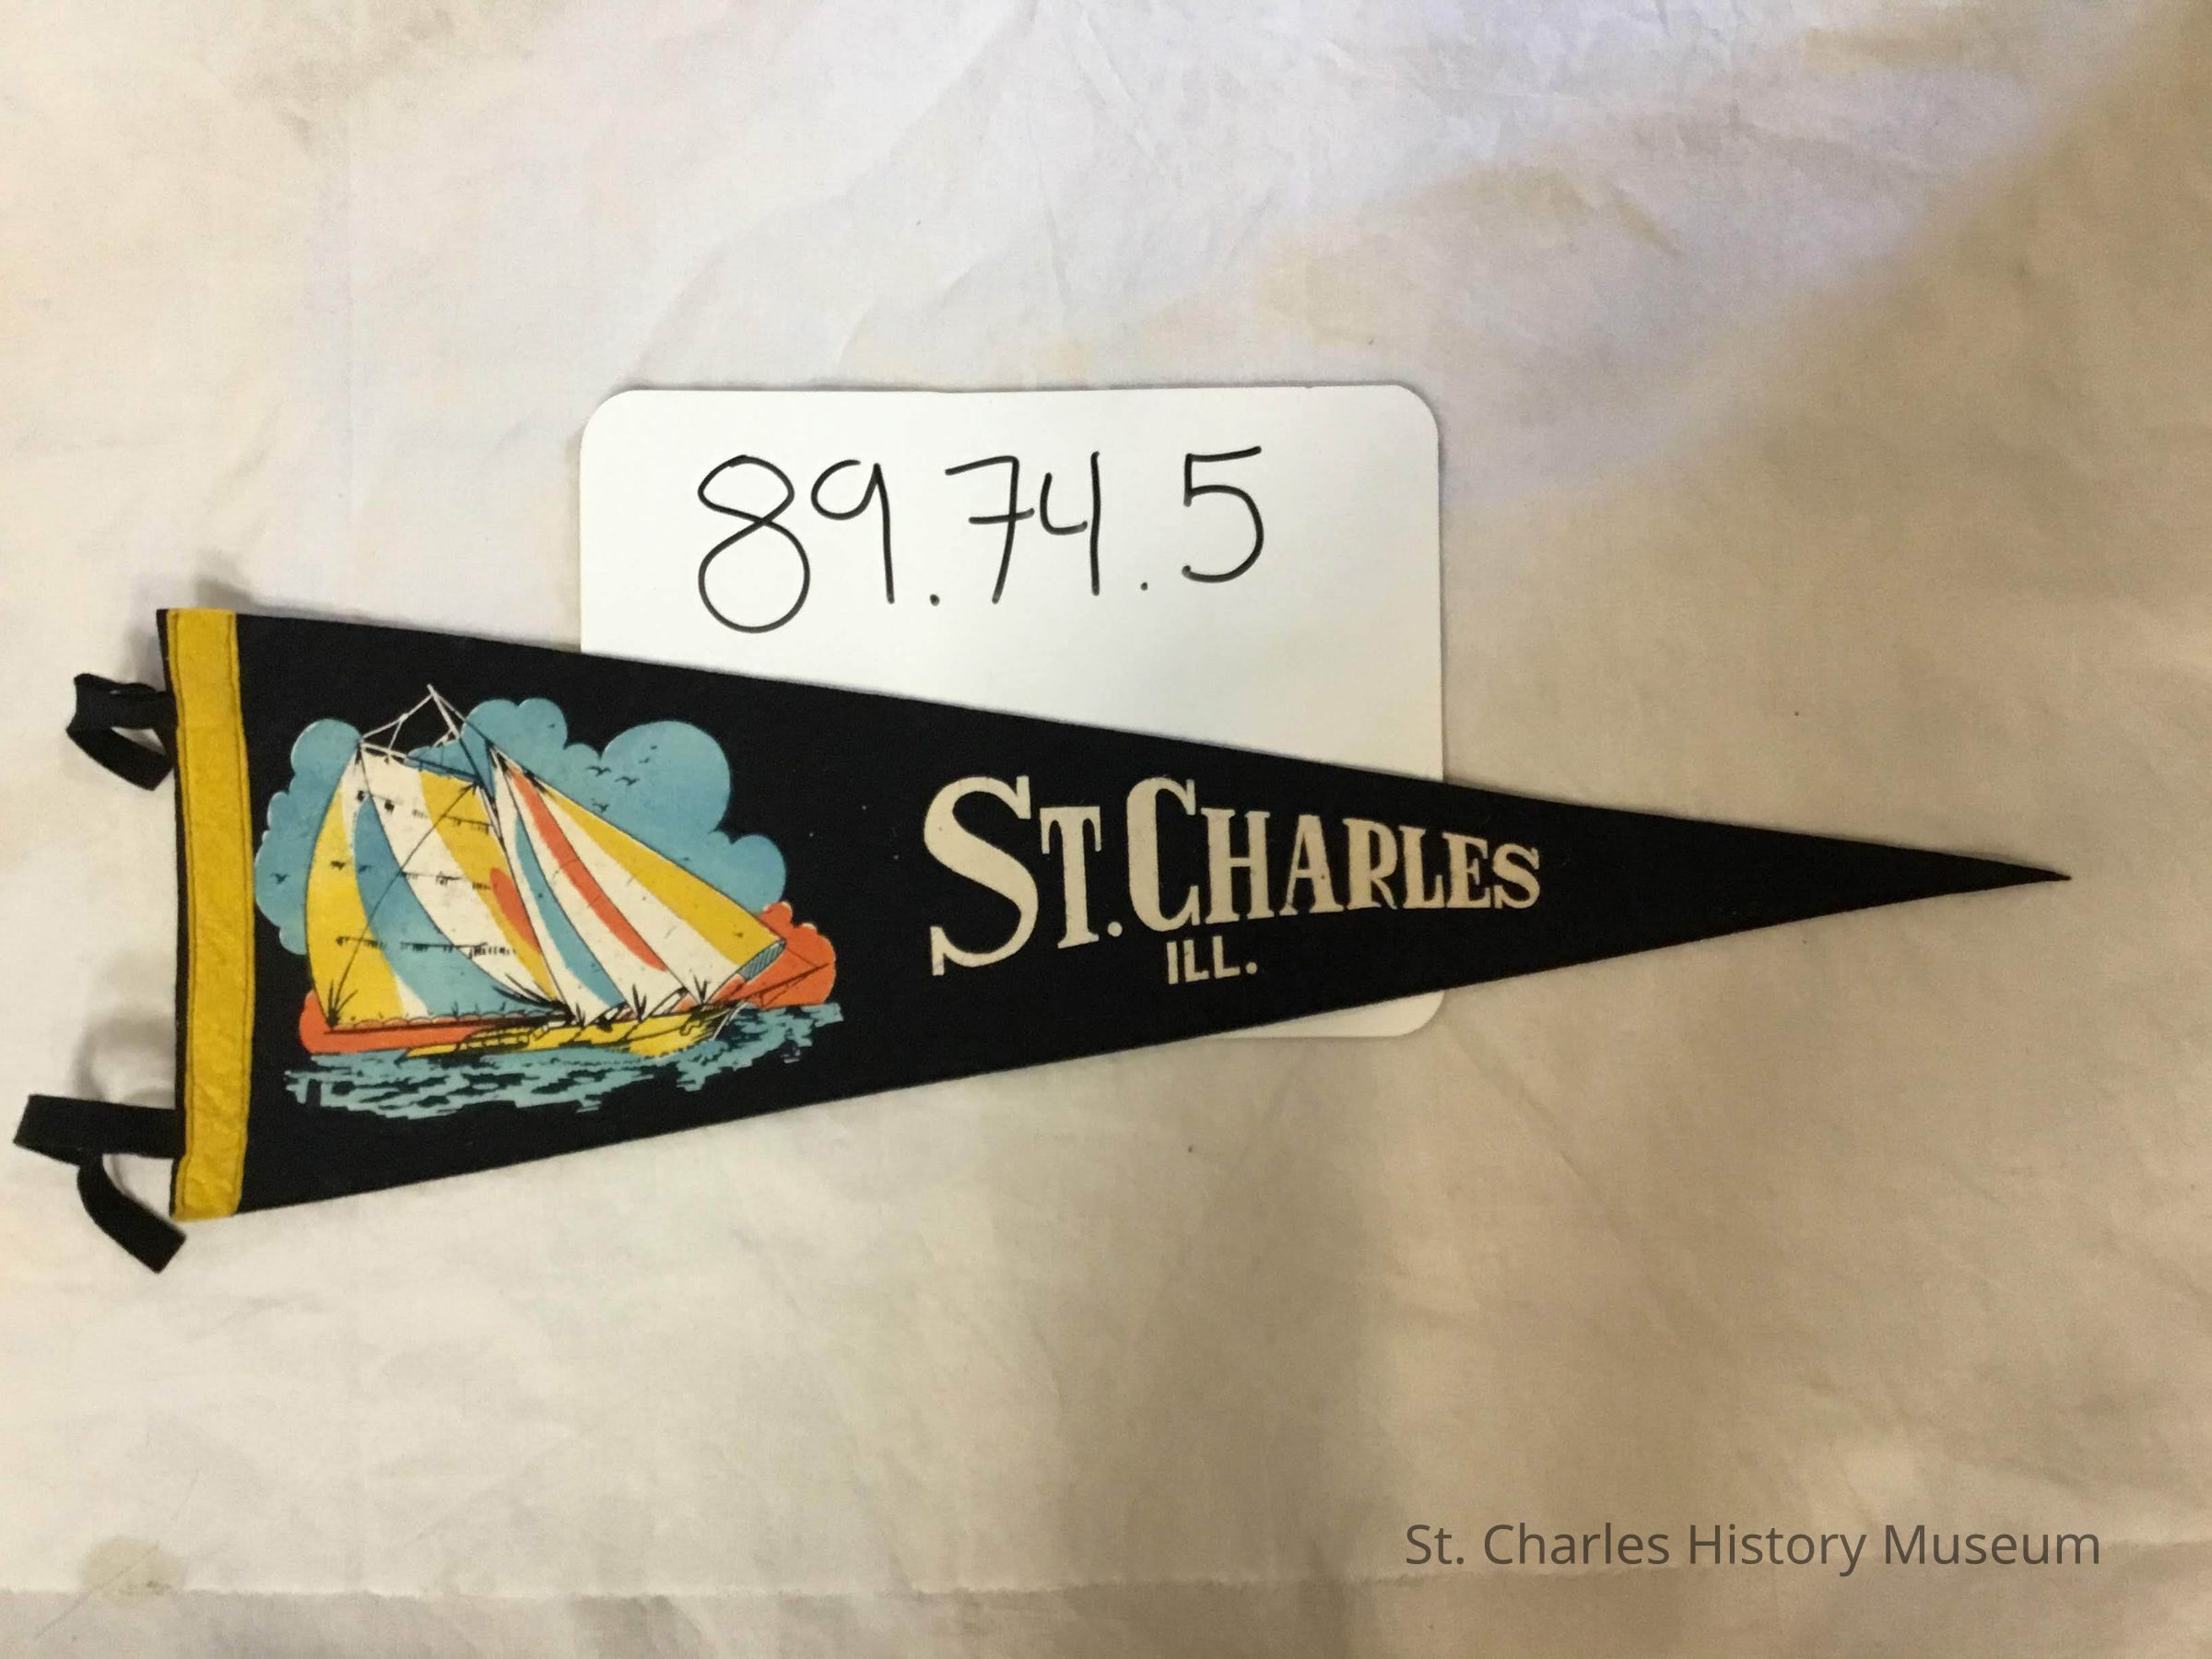 89.74.5
ST. CHARLES
ILL.
St. Charles History Museum